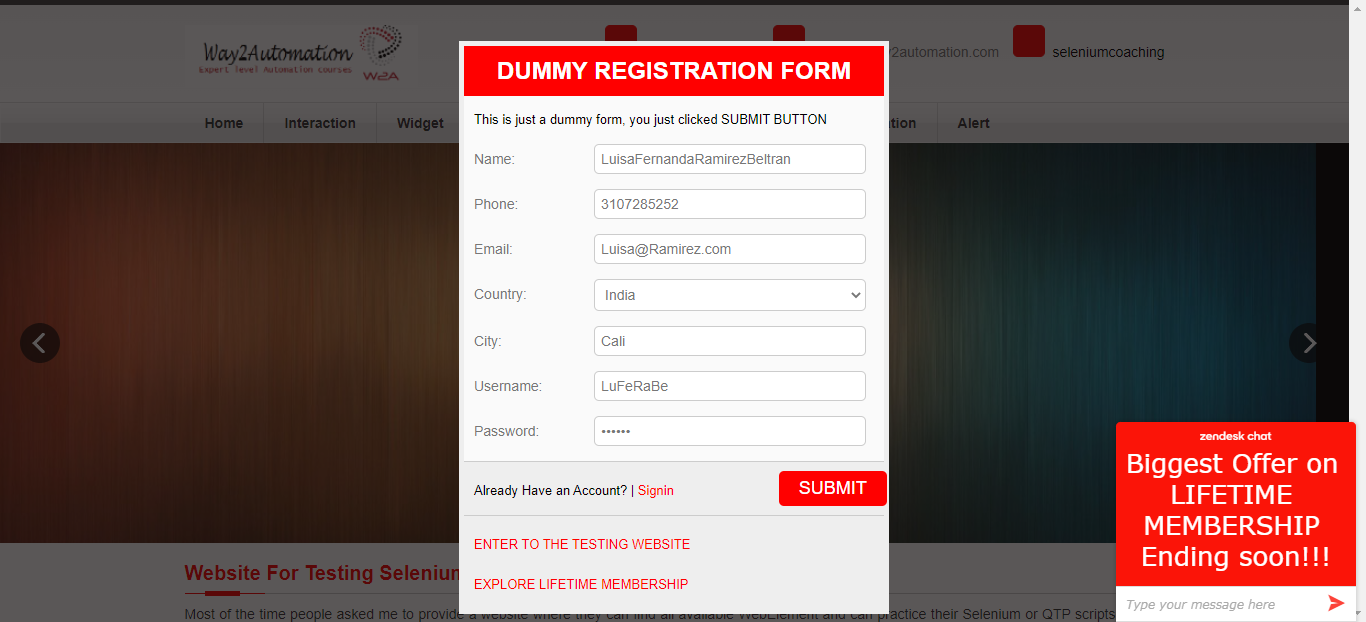 Way2Automation
Expert level Automation courses
W2A
2automation.com
seleniumcoaching
Home
Interaction
Widget
Alert
DUMMY REGISTRATION FORM
This is just a dummy form, you just clicked SUBMIT BUTTON
Name:
LuisaFernandaRamirezBeltran
Phone:
3107285252
Email:
Luisa@Ramirez.com
Country:
India
City:
Cali
Username:
LuFeRaBe
Password:
••••••
Already Have an Account? | Signin
SUBMIT
ENTER TO THE TESTING WEBSITE
EXPLORE LIFETIME MEMBERSHIP
Website For Testing
Most of the time people asked me to provide a website where they can find all available WebElement and can practice their Selenium or QTP scripts
zendesk chat
Biggest Offer on
LIFETIME
MEMBERSHIP
Ending soon!!!
Type your message here